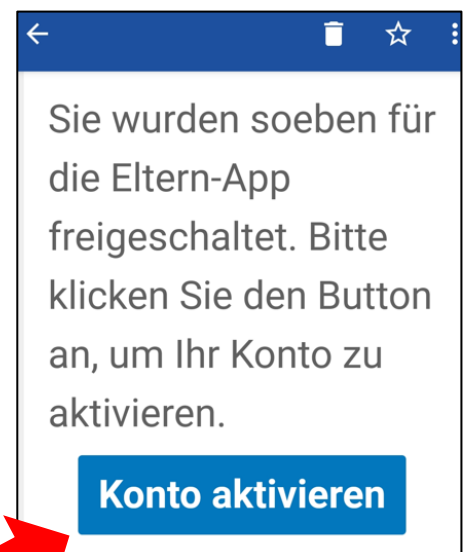 Sie wurden soeben für
die Eltern-App
freigeschaltet. Bitte
klicken Sie den Button
an, um Ihr Konto zu
aktivieren.
Konto aktivieren